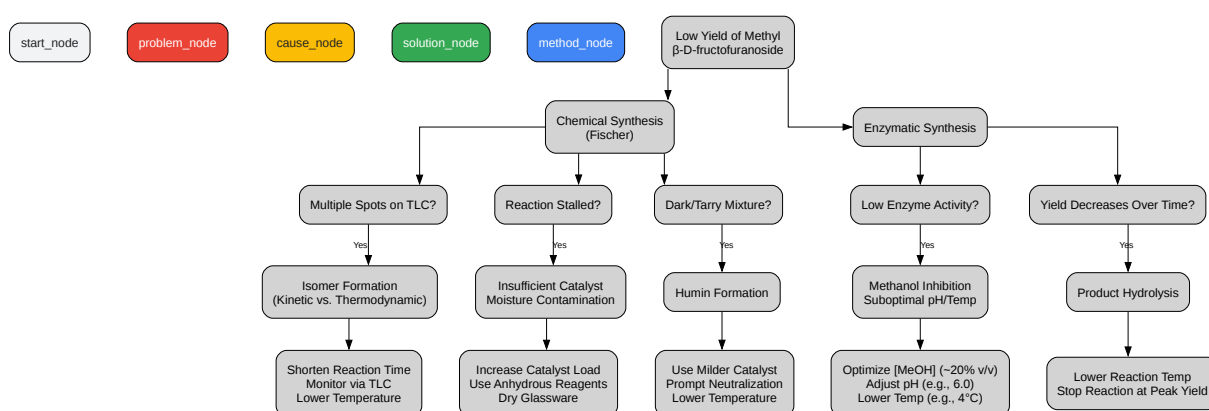 start_node
problem_node
cause_node
solution_node
method_node
Low Yield of Methyl
β-D-fructofuranoside
Chemical Synthesis
(Fischer)
Enzymatic Synthesis
Multiple Spots on TLC?
Reaction Stalled?
Dark/Tarry Mixture?
Low Enzyme Activity?
Yield Decreases Over Time?
Yes
Yes
Yes
Yes
Yes
Isomer Formation
(Kinetic vs. Thermodynamic)
Insufficient Catalyst
Moisture Contamination
Humin Formation
Methanol Inhibition
Suboptimal pH/Temp
Product Hydrolysis
Shorten Reaction Time
Monitor via TLC
Lower Temperature
Increase Catalyst Load
Use Anhydrous Reagents
Dry Glassware
Use Milder Catalyst
Prompt Neutralization
Lower Temperature
Optimize [MeOH] (~20% v/v)
Adjust pH (e.g., 6.0)
Lower Temp (e.g., 4°C)
Lower Reaction Temp
Stop Reaction at Peak Yield